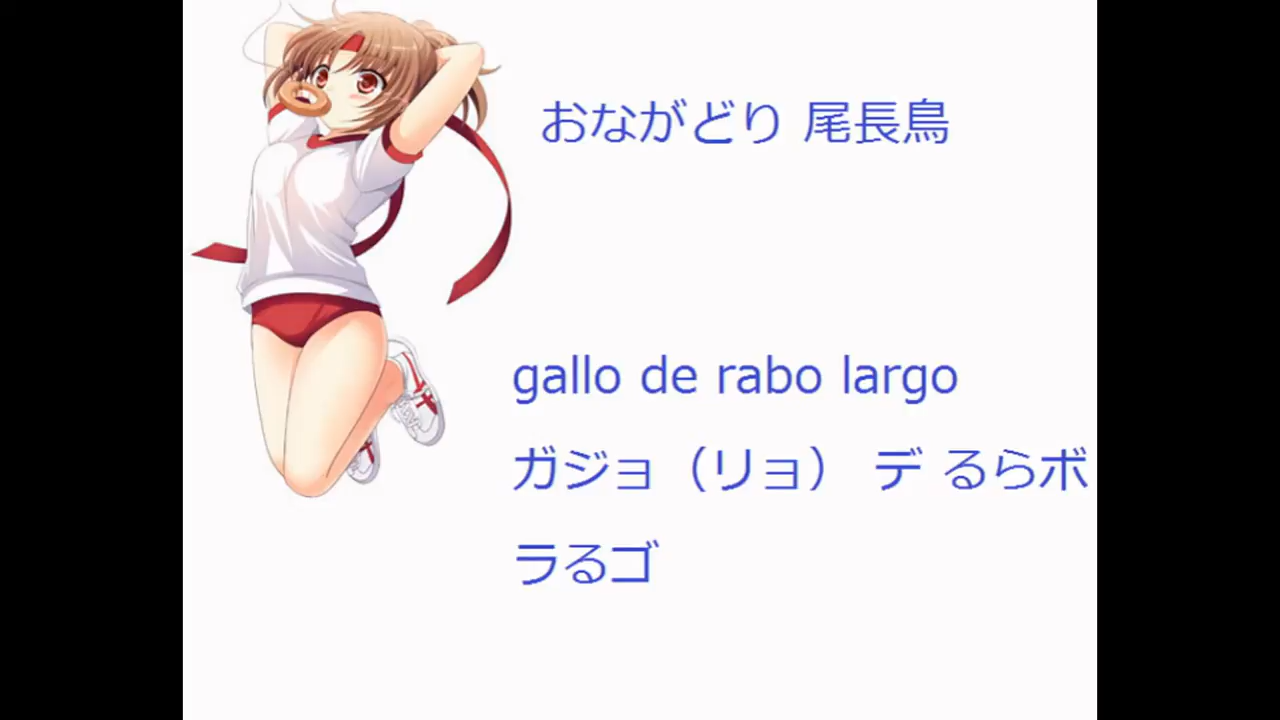 おながどり 尾長鳥
gallo de rabo largo
ガジョ（リョ） デ るらボ
ラるゴ